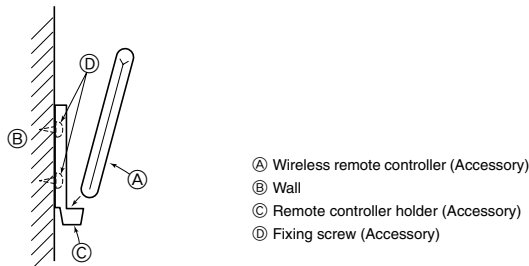 Ⓓ
Ⓑ
Ⓐ
Ⓒ
Ⓐ Wireless remote controller (Accessory)
Ⓑ Wall
Ⓒ Remote controller holder (Accessory)
Ⓓ Fixing screw (Accessory)